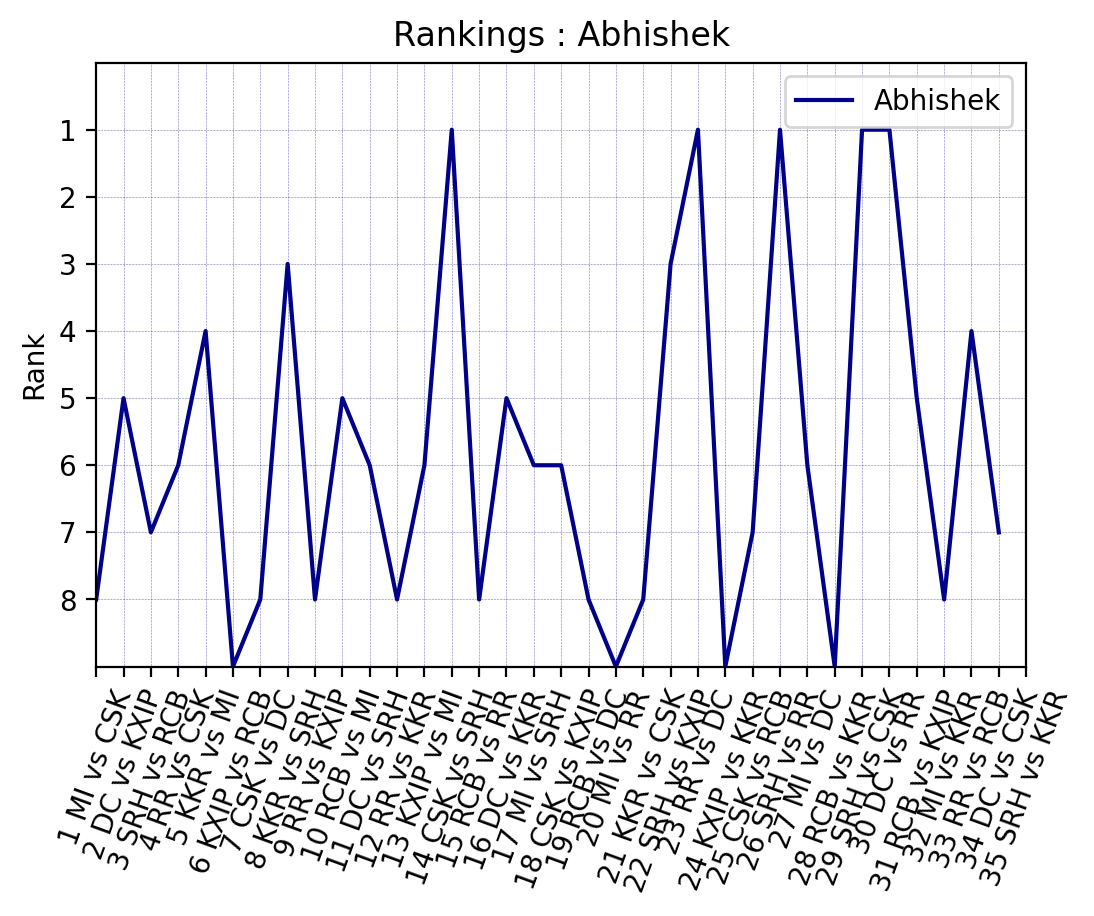 Rankings : Abhishek
Abhishek
Rank
1
2
3
4
5
6
7
8
1 MI vs CSK
2 DC vs KXIP
3 SRH vs RCB
4 RR vs CSK
5 KKR vs MI
6 KXIP vs RCB
7 CSK vs DC
8 KKR vs SRH
9 RR vs KXIP
10 RCB vs MI
11 DC vs SRH
12 RR vs KKR
13 KXIP vs MI
14 CSK vs SRH
15 RCB vs RR
16 DC vs KKR
17 MI vs SRH
18 CSK vs KXIP
19 RCB vs DC
20 MI vs RR
21 KKR vs CSK
22 SRH vs KXIP
23 RR vs DC
24 KXIP vs KKR
25 CSK vs RCB
26 SRH vs RR
27 MI vs DC
28 RCB vs KKR
29 SRH vs CSK
30 DC vs RR
31 RCB vs KXIP
32 MI vs KKR
33 RR vs RCB
34 DC vs CSK
35 SRH vs KKR